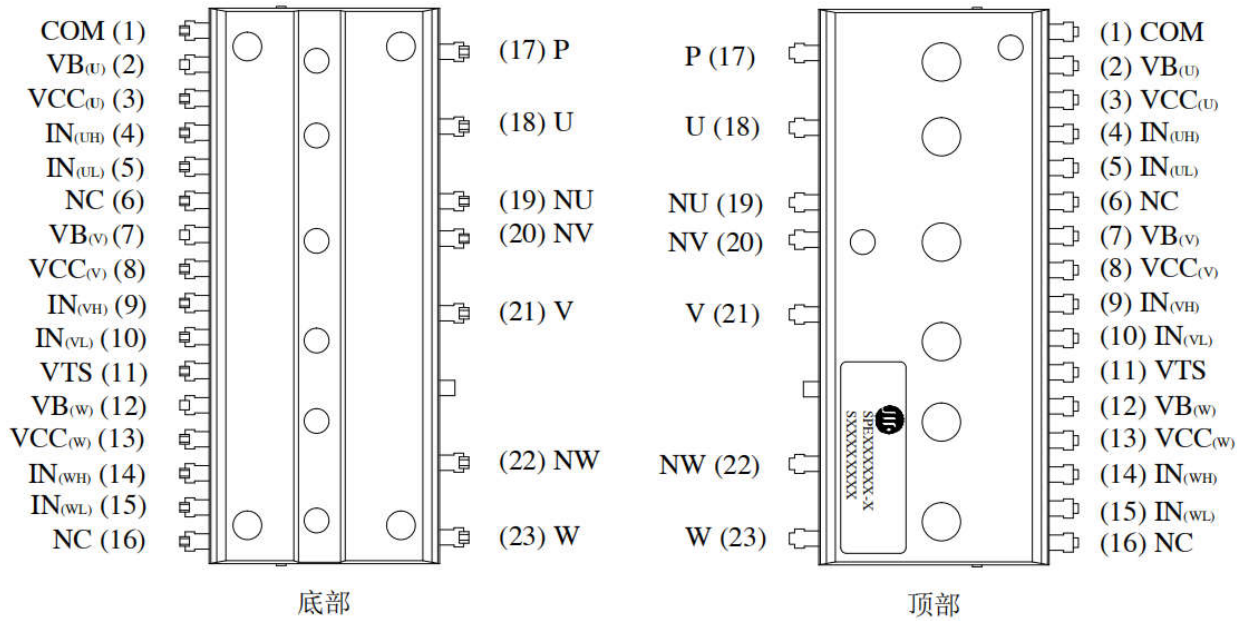 COM (1)
VB(U) (2)
VCC(U) (3)
IN(UH) (4)
IN(UL) (5)
NC (6)
VB(V) (7)
VCC(V) (8)
IN(VH) (9)
IN(VL) (10)
VTS (11)
VB(W) (12)
VCC(W) (13)
IN(WH) (14)
IN(WL) (15)
NC (16)
(17) P
(18) U
(19) NU
(20) NV
(21) V
(22) NW
(23) W
底部
P (17)
U (18)
NU (19)
NV (20)
V (21)
NW (22)
W (23)
SPEXXXXXX-X
SXXXXXXXX
(1) COM
(2) VB(U)
(3) VCC(U)
(4) IN(UH)
(5) IN(UL)
(6) NC
(7) VB(V)
(8) VCC(V)
(9) IN(VH)
(10) IN(VL)
(11) VTS
(12) VB(W)
(13) VCC(W)
(14) IN(WH)
(15) IN(WL)
(16) NC
顶部